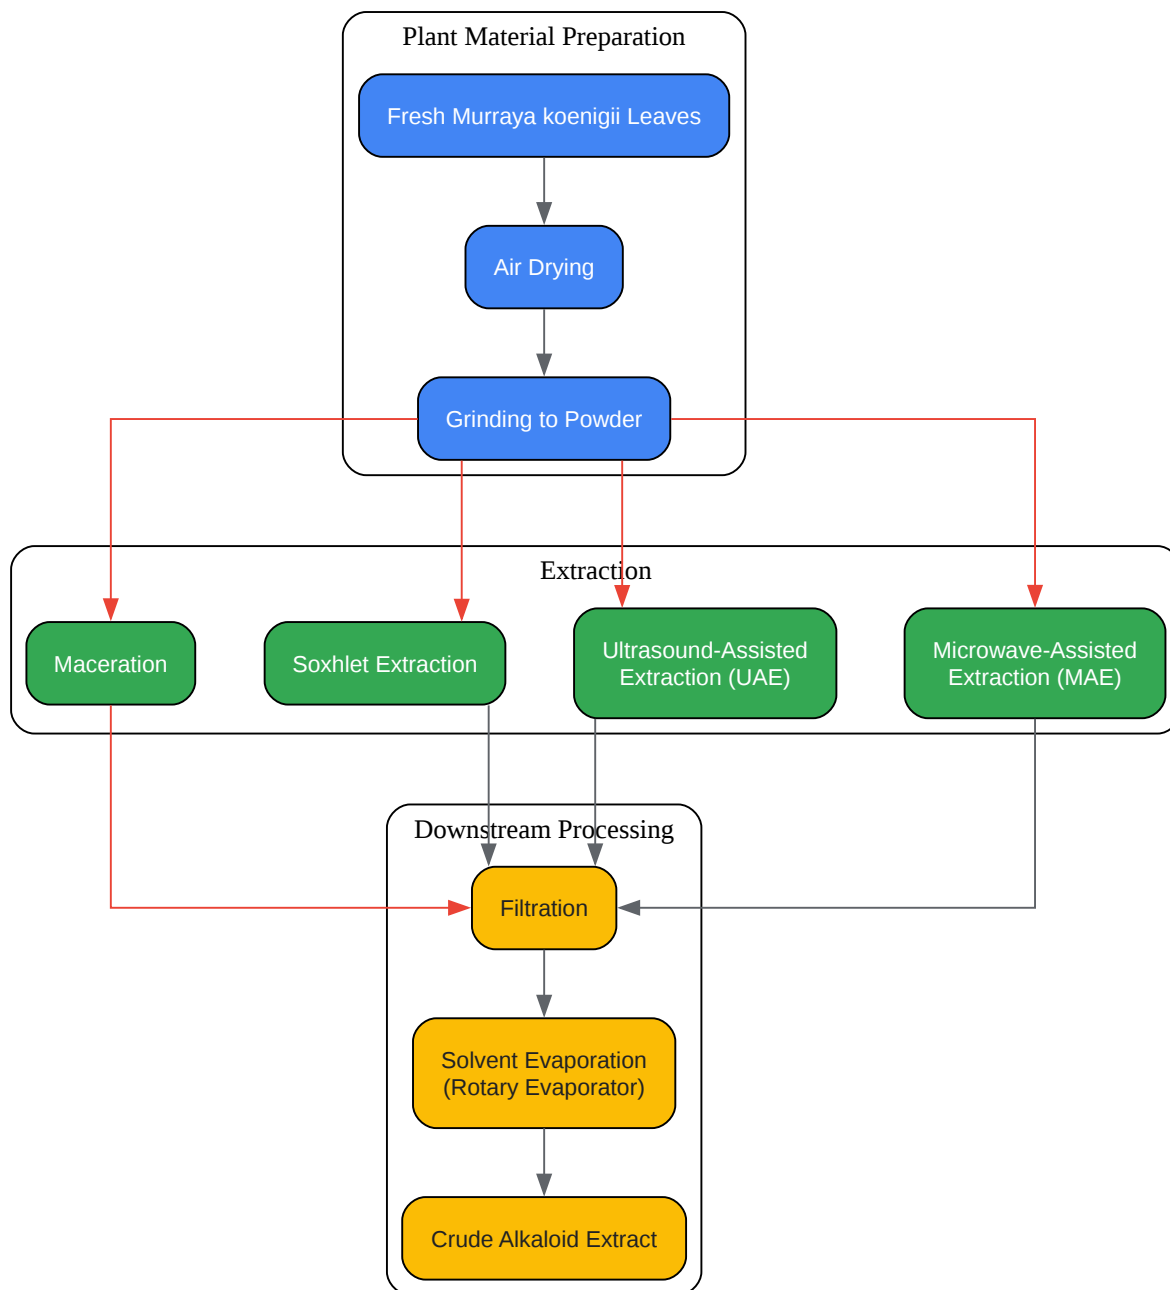 Plant Material Preparation
Fresh Murraya koenigii Leaves
Air Drying
Grinding to Powder
Extraction
Maceration
Soxhlet Extraction
Ultrasound-Assisted
Extraction (UAE)
Microwave-Assisted
Extraction (MAE)
Downstream Processing
Filtration
Solvent Evaporation
(Rotary Evaporator)
Crude Alkaloid Extract